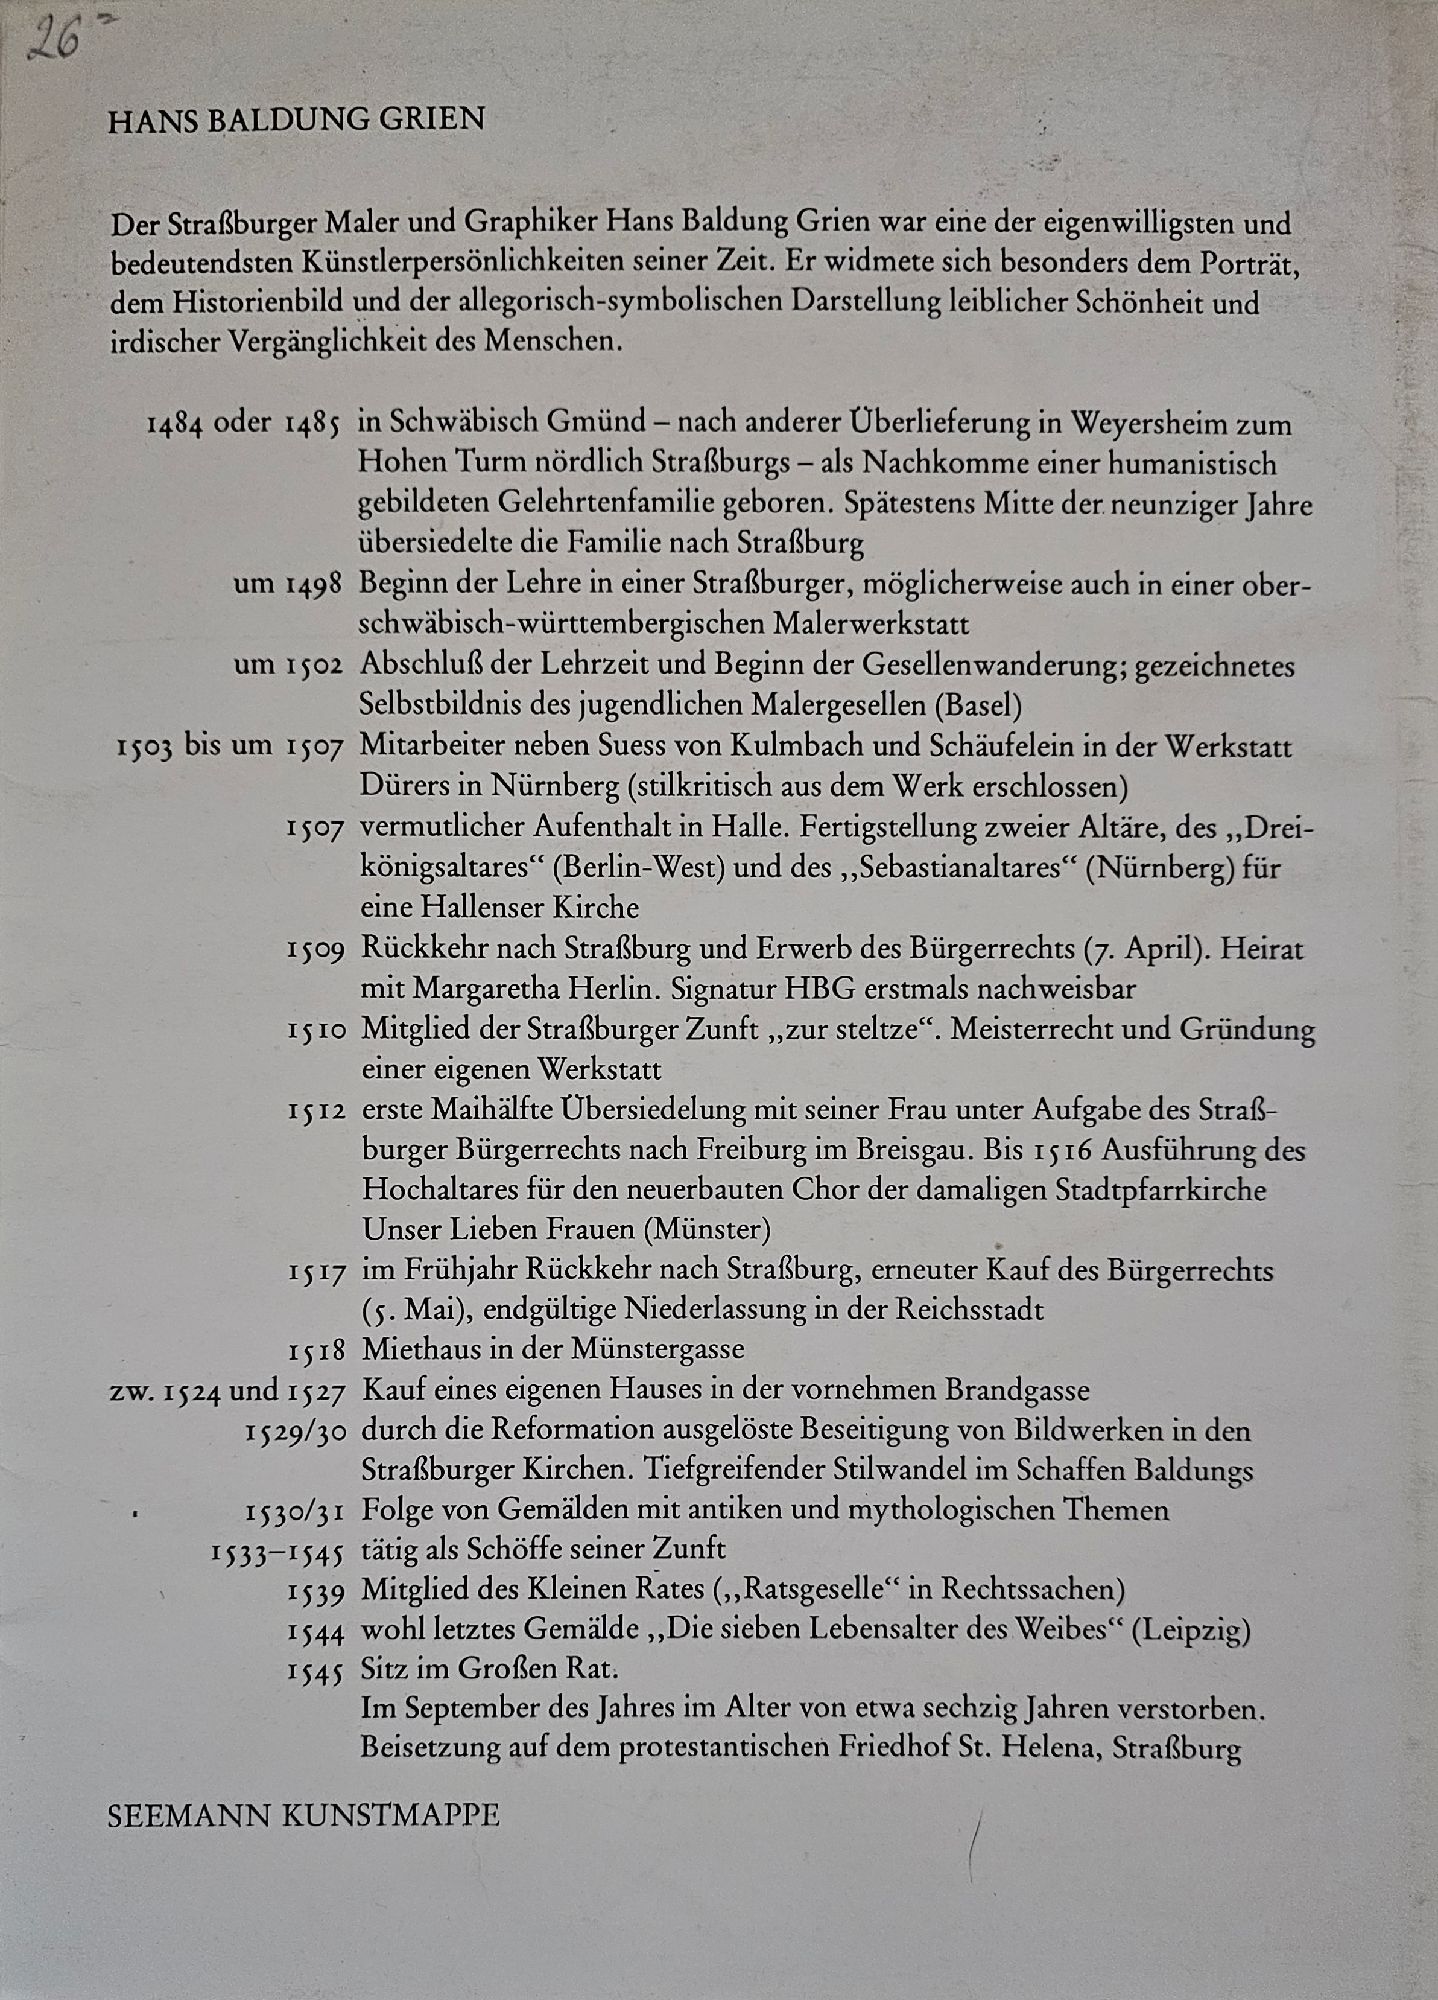 26
HANS BALDUNG GRIEN
Der Straßburger Maler und Graphiker Hans Baldung Grien war eine der eigenwilligsten und
bedeutendsten Künstlerpersönlichkeiten seiner Zeit. Er widmete sich besonders dem Porträt,
dem Historienbild und der allegorisch-symbolischen Darstellung leiblicher Schönheit und
irdischer Vergänglichkeit des Menschen.
1484 oder 1485 in Schwäbisch Gmünd – nach anderer Überlieferung in Weyersheim zum
Hohen Turm nördlich Straßburgs – als Nachkomme einer humanistisch
gebildeten Gelehrtenfamilie geboren. Spätestens Mitte der neunziger Jahre
übersiedelte die Familie nach Straßburg
um 1498 Beginn der Lehre in einer Straßburger, möglicherweise auch in einer ober-
schwäbisch-württembergischen Malerwerkstatt
um 1502 Abschluß der Lehrzeit und Beginn der Gesellenwanderung; gezeichnetes
Selbstbildnis des jugendlichen Malergesellen (Basel)
1503 bis um 1507 Mitarbeiter neben Suess von Kulmbach und Schäufelein in der Werkstatt
Dürers in Nürnberg (stilkritisch aus dem Werk erschlossen)
1507 vermutlicher Aufenthalt in Halle. Fertigstellung zweier Altäre, des „Drei-
königsaltares“ (Berlin-West) und des „Sebastianaltares“ (Nürnberg) für
eine Hallenser Kirche
1509 Rückkehr nach Straßburg und Erwerb des Bürgerrechts (7. April). Heirat
mit Margaretha Herlin. Signatur HBG erstmals nachweisbar
1510 Mitglied der Straßburger Zunft „zur steltze“. Meisterrecht und Gründung
einer eigenen Werkstatt
1512 erste Maihälfte Übersiedelung mit seiner Frau unter Aufgabe des Straß-
burger Bürgerrechts nach Freiburg im Breisgau. Bis 1516 Ausführung des
Hochaltares für den neuerbauten Chor der damaligen Stadtpfarrkirche
Unser Lieben Frauen (Münster)
1517 im Frühjahr Rückkehr nach Straßburg, erneuter Kauf des Bürgerrechts
(5. Mai), endgültige Niederlassung in der Reichsstadt
1518 Miethaus in der Münstergasse
zw. 1524 und 1527 Kauf eines eigenen Hauses in der vornehmen Brandgasse
1529/30 durch die Reformation ausgelöste Beseitigung von Bildwerken in den
Straßburger Kirchen. Tiefgreifender Stilwandel im Schaffen Baldungs
1530/31 Folge von Gemälden mit antiken und mythologischen Themen
1533–1545 tätig als Schöffe seiner Zunft
1539 Mitglied des Kleinen Rates („Ratsgeselle“ in Rechtssachen)
1544 wohl letztes Gemälde „Die sieben Lebensalter des Weibes“ (Leipzig)
1545 Sitz im Großen Rat.
Im September des Jahres im Alter von etwa sechzig Jahren verstorben.
Beisetzung auf dem protestantischen Friedhof St. Helena, Straßburg
SEEMANN KUNSTMAPPE